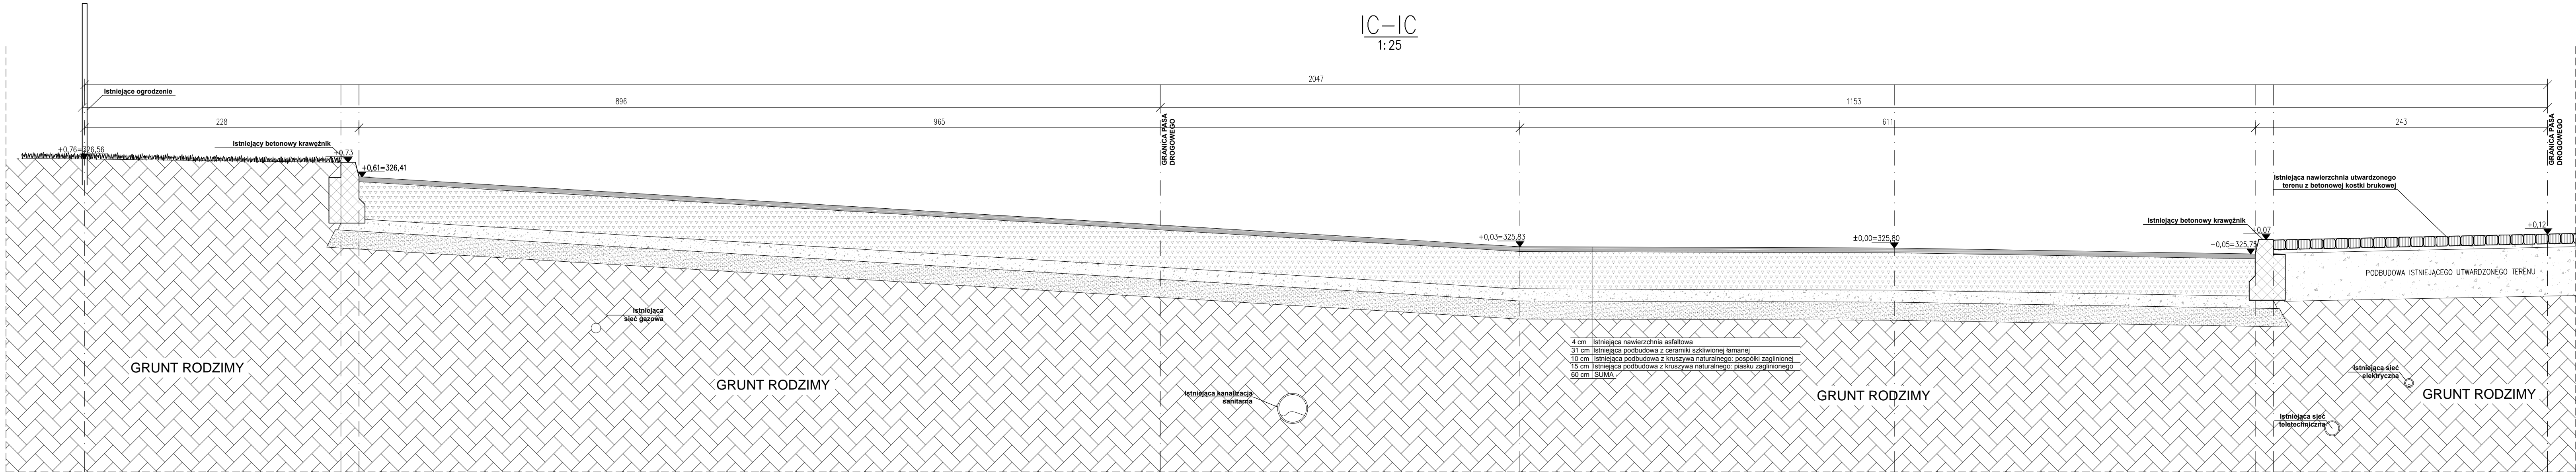 IC-IC
1:25
2047
Istniejące ogrodzenie
896
1153
228
965
611
243
GRANICA PASA
DROGOWEGO
GRANICA PASA
DROGOWEGO
+0,76=326,56
Istniejący betonowy krawężnik
+0,73
+0,61=326,41
Istniejąca nawierzchnia utwardzonego
terenu z betonowej kostki brukowej
Istniejący betonowy krawężnik
+0,07
+0,12
+0,03=325,83
±0,00=325,80
-0,05=325,75
PODBUDOWA ISTNIEJĄCEGO UTWARDZONEGO TERENU
Istniejąca
sieć gazowa
4 cm Istniejąca nawierzchnia asfaltowa
31 cm Istniejąca podbudowa z ceramiki szkliwionej łamanej
10 cm Istniejąca podbudowa z kruszywa naturalnego: pospółki zaglinionej
15 cm Istniejąca podbudowa z kruszywa naturalnego: piasku zaglinionego
60 cm SUMA
GRUNT RODZIMY
GRUNT RODZIMY
Istniejąca kanalizacja
sanitarna
GRUNT RODZIMY
Istniejąca sieć
elektryczna
GRUNT RODZIMY
Istniejąca sieć
teletechniczna